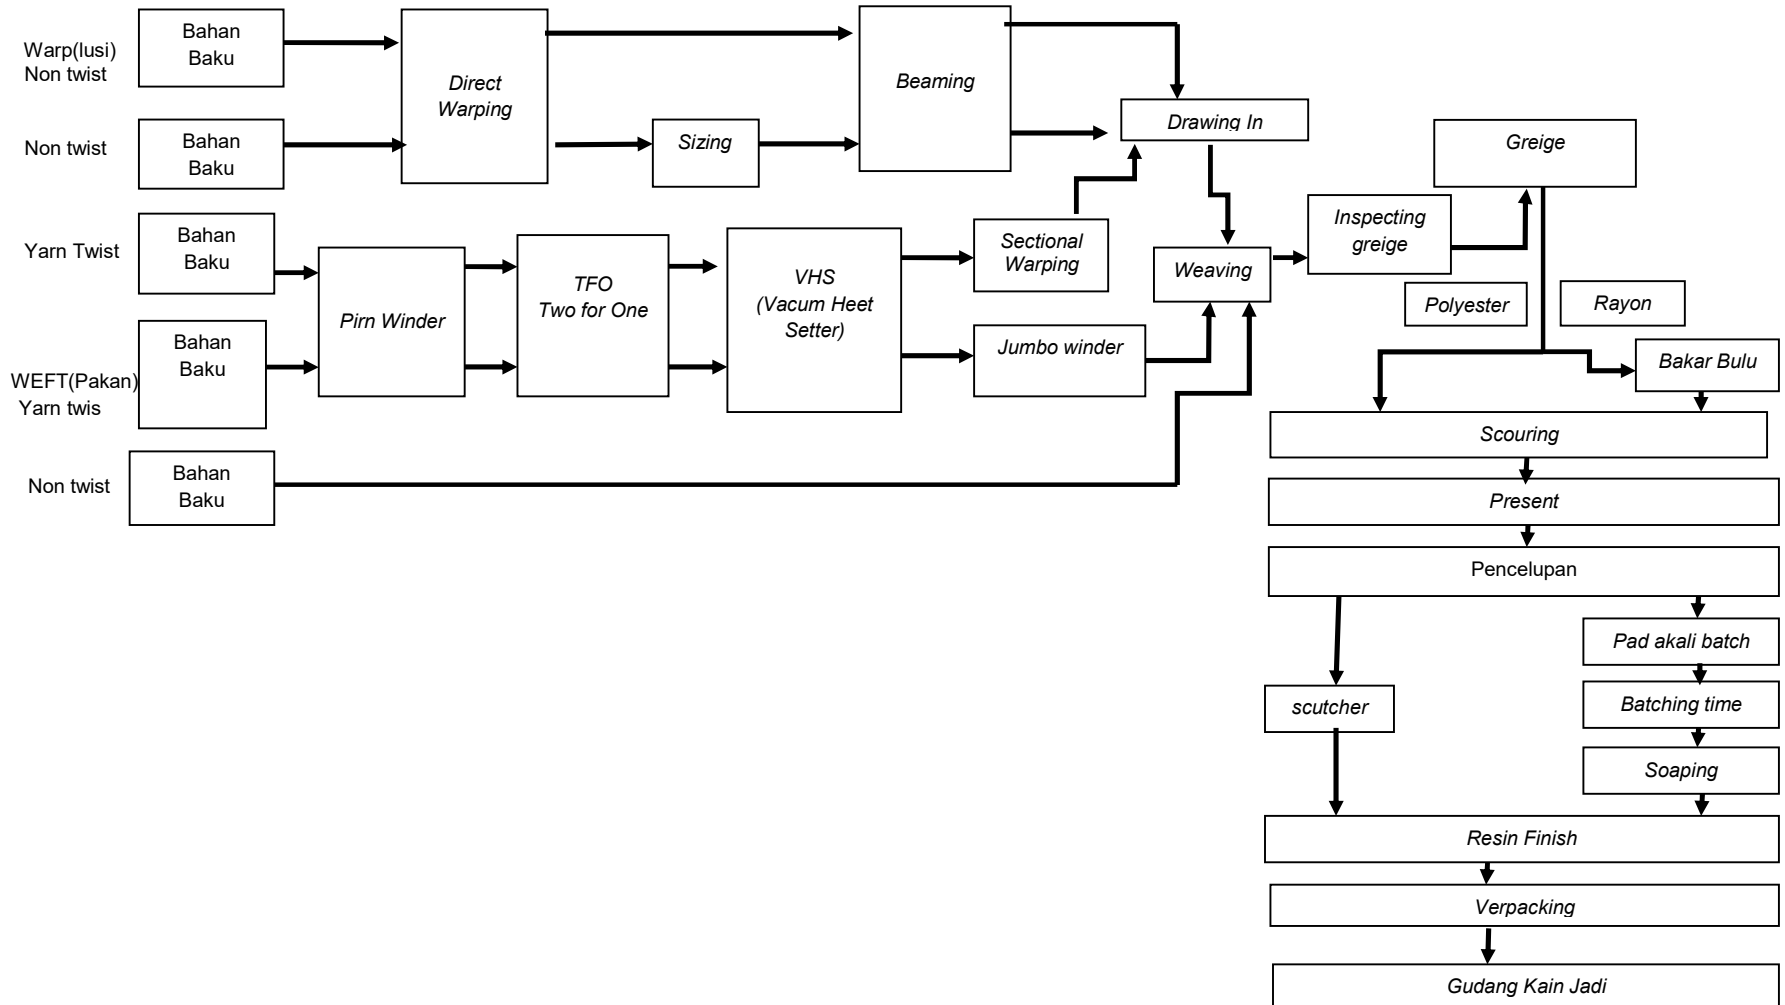 Warp(lusi)
Non twist
Bahan
Baku
Direct
Warping
Beaming
Non twist
Bahan
Baku
Sizing
Drawing In
Greige
Yarn Twist
Bahan
Baku
Pirn Winder
TFO
Two for One
VHS
(Vacum Heet
Setter)
Sectional
Warping
Weaving
Inspecting
greige
Polyester
Rayon
WEFT(Pakan)
Yarn twis
Bahan
Baku
Jumbo winder
Bakar Bulu
Non twist
Bahan
Baku
Scouring
Present
Pencelupan
Pad akali batch
scutcher
Batching time
Soaping
Resin Finish
Verpacking
Gudang Kain Jadi